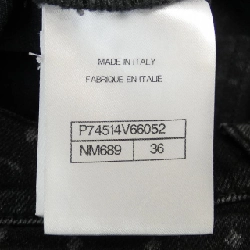 MADE IN ITALY
FABRIQUE EN ITALIE
P74514V66052
NM689 36